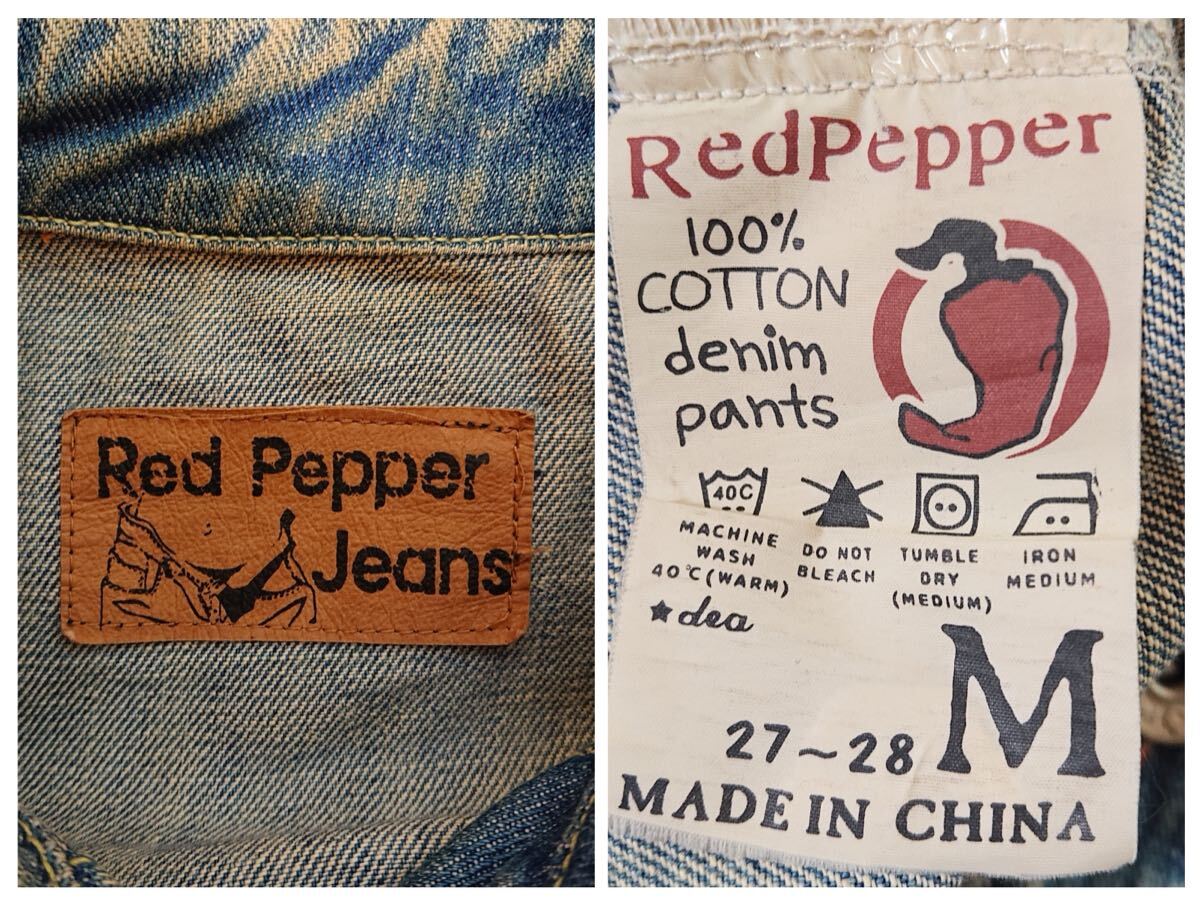 Red Pepper
Jeans
RedPepper
100%
COTTON
denim
pants
40C
MACHINE
WASH
40°C (WARM)
DO NOT
BLEACH
TUMBLE
DRY
(MEDIUM)
IRON
MEDIUM
★dea
M
27~28
MADE IN CHINA